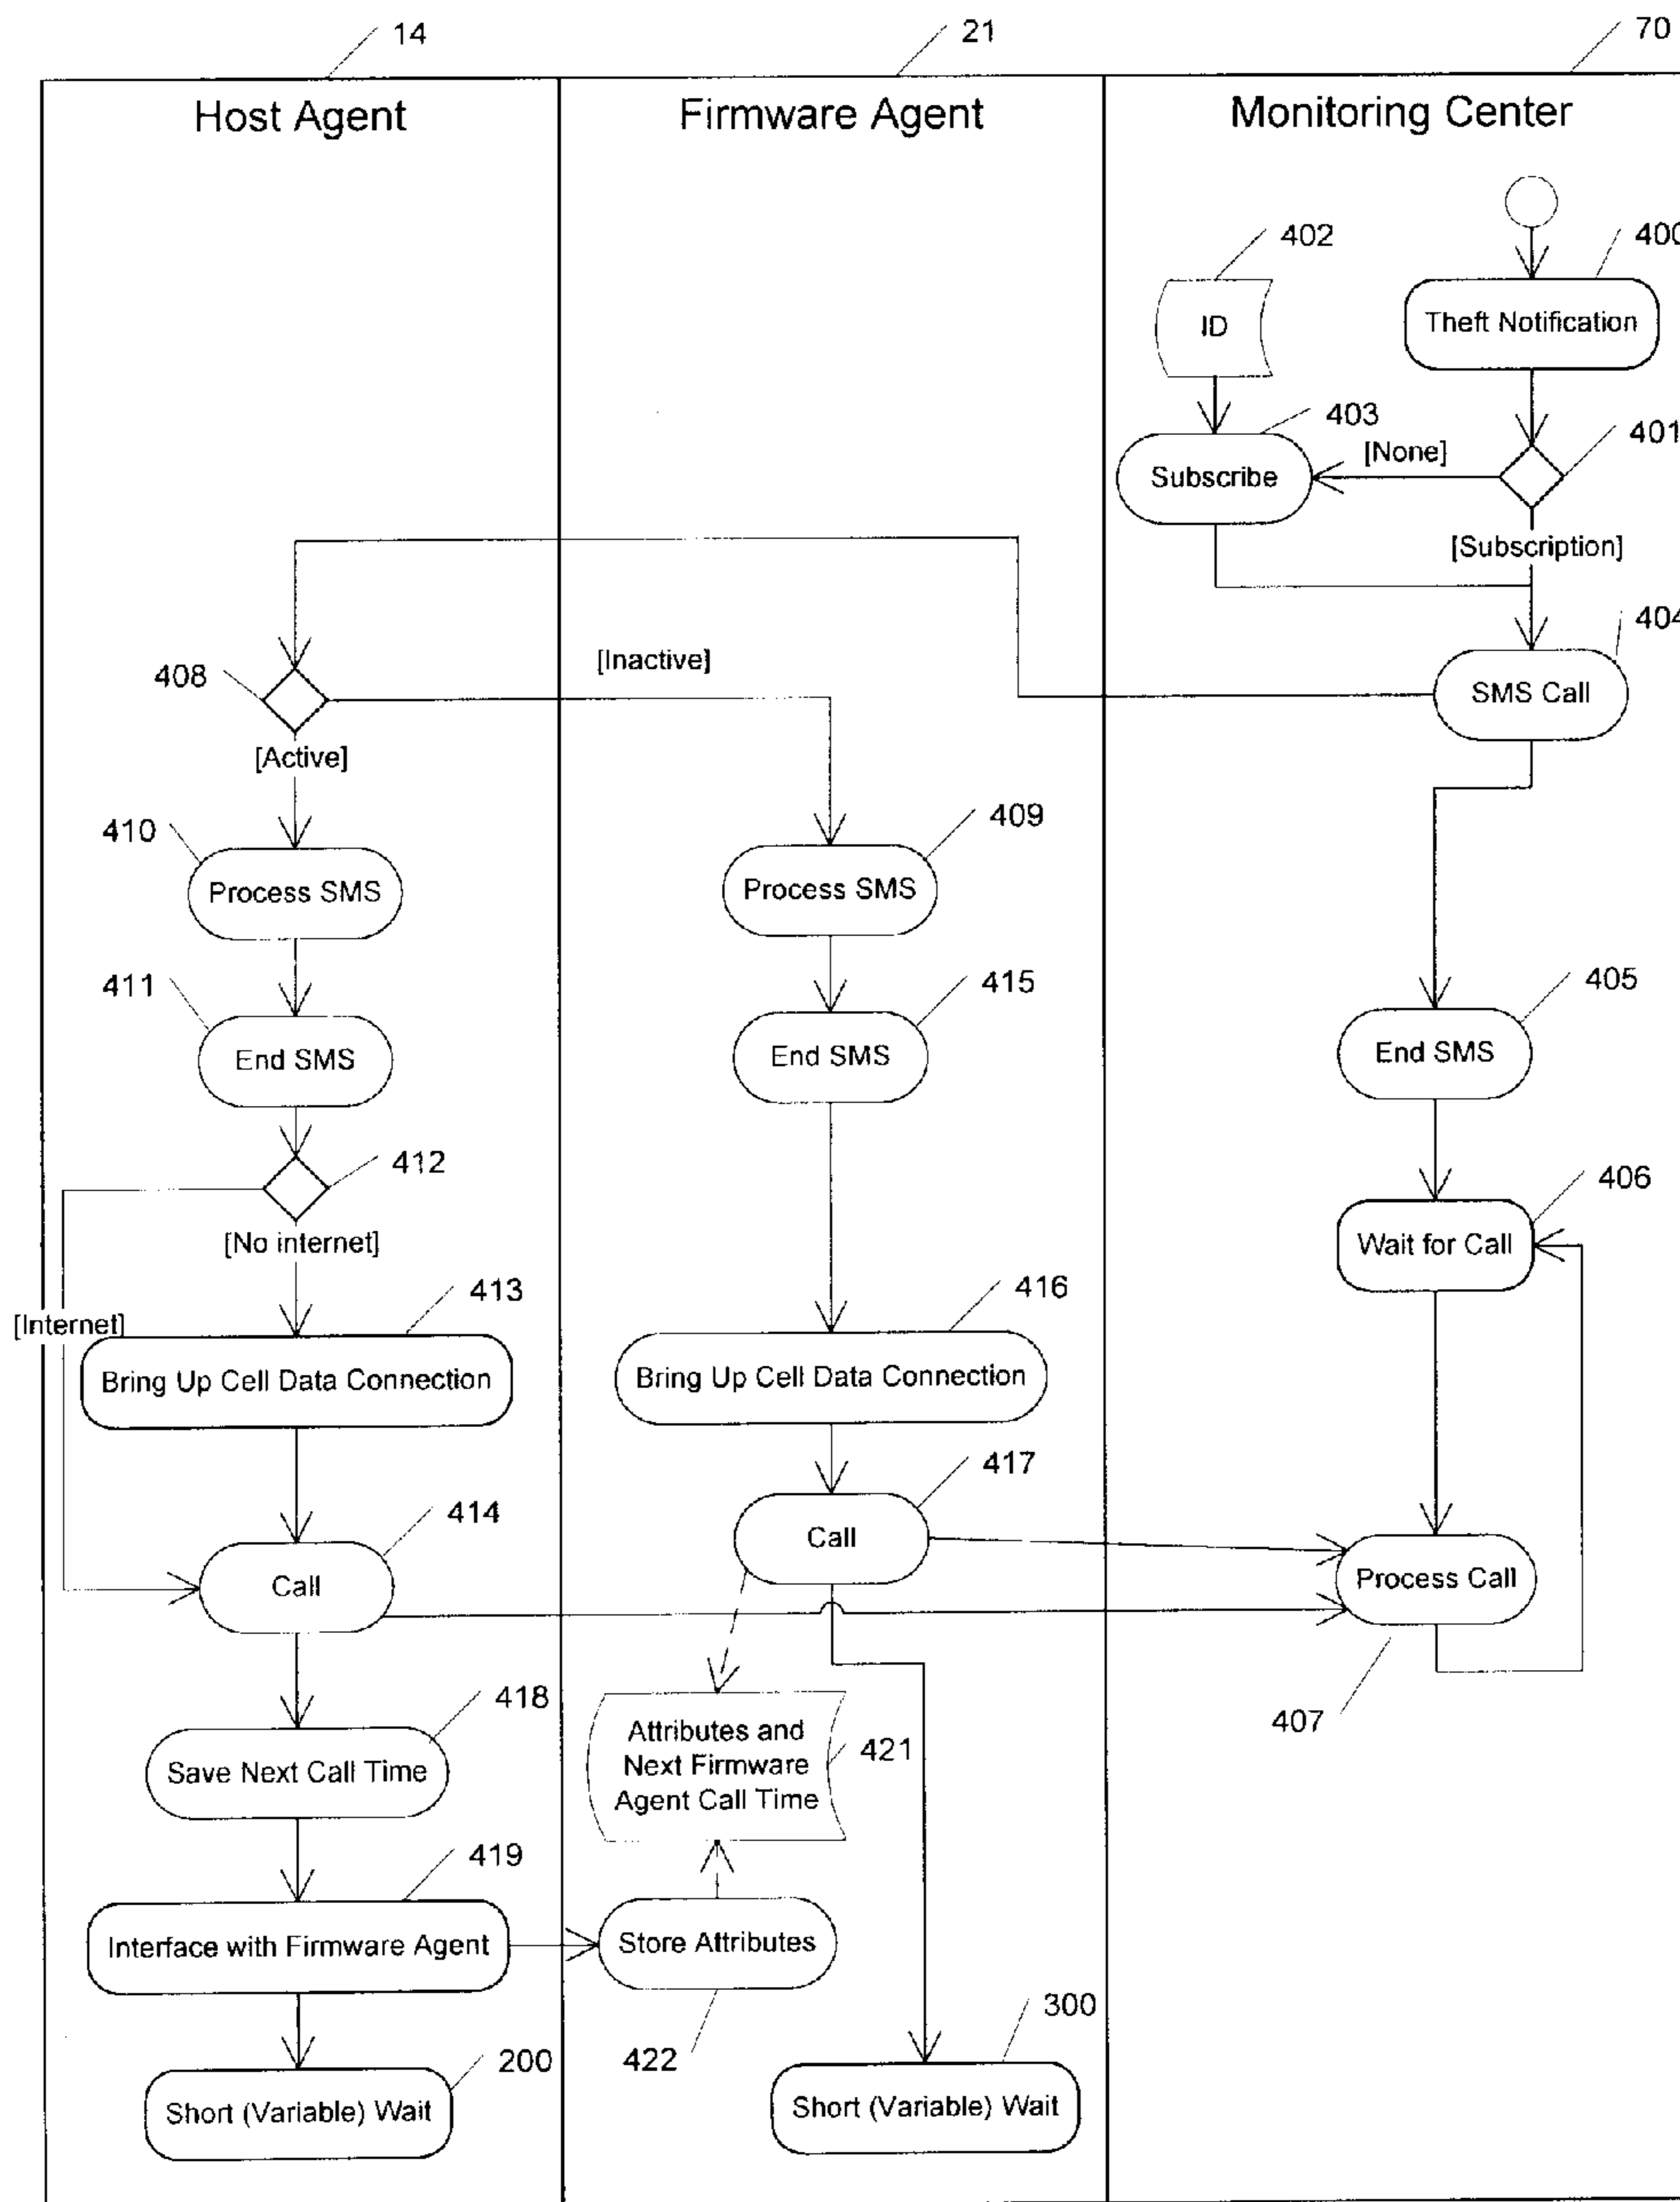 14
21
70
Host Agent
Firmware Agent
Monitoring Center
402
400
ID
Theft Notification
403
401
[None]
Subscribe
[Subscription]
404
408
[Inactive]
SMS Call
[Active]
410
409
Process SMS
Process SMS
411
415
405
End SMS
End SMS
End SMS
412
406
[No internet]
Wait for Call
413
416
[Internet]
Bring Up Cell Data Connection
Bring Up Cell Data Connection
417
414
Call
Call
Process Call
418
407
Attributes and
Next Firmware
Agent Call Time
421
Save Next Call Time
419
Interface with Firmware Agent
Store Attributes
300
200
422
Short (Variable) Wait
Short (Variable) Wait